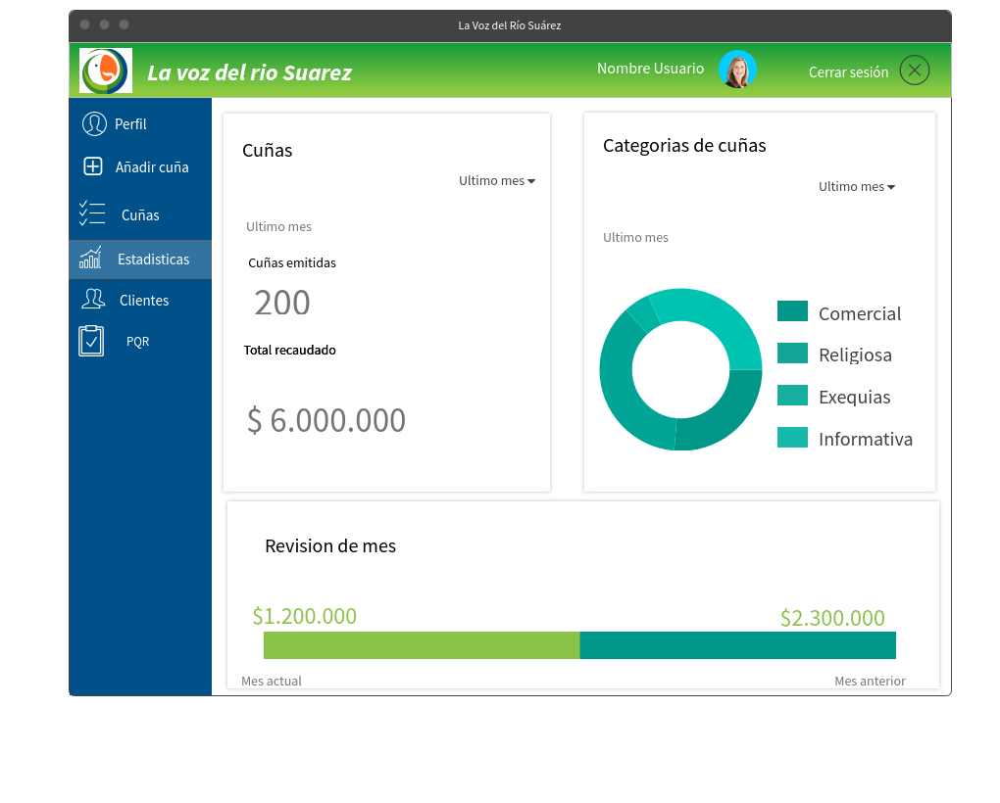 La Voz del Río Suárez
La voz del rio Suarez
Nombre Usuario
Cerrar sesión
Perfil
Añadir cuña
Cuñas
Estadisticas
Clientes
PQR
Cuñas
Ultimo mes
Ultimo mes
Cuñas emitidas
200
Total recaudado
$ 6.000.000
Categorias de cuñas
Ultimo mes
Ultimo mes
Comercial
Religiosa
Exequias
Informativa
Revision de mes
$1.200.000
$2.300.000
Mes actual
Mes anterior